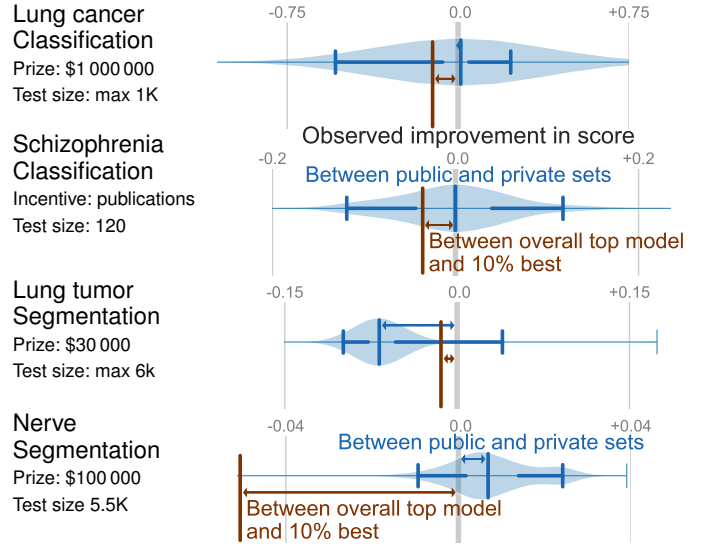 Lung cancer
Classification
Prize: $1 000 000
Test size: max 1K
-0.75 0.0 +0.75
Observed improvement in score
Schizophrenia
Classification
Incentive: publications
Test size: 120
-0.2 0.0 +0.2
Between public and private sets
Between overall top model
and 10% best
Lung tumor
Segmentation
Prize: $30 000
Test size: max 6k
-0.15 0.0 +0.15
Nerve
Segmentation
Prize: $100 000
Test size 5.5K
-0.04 0.0 +0.04
Between public and private sets
Between overall top model
and 10% best